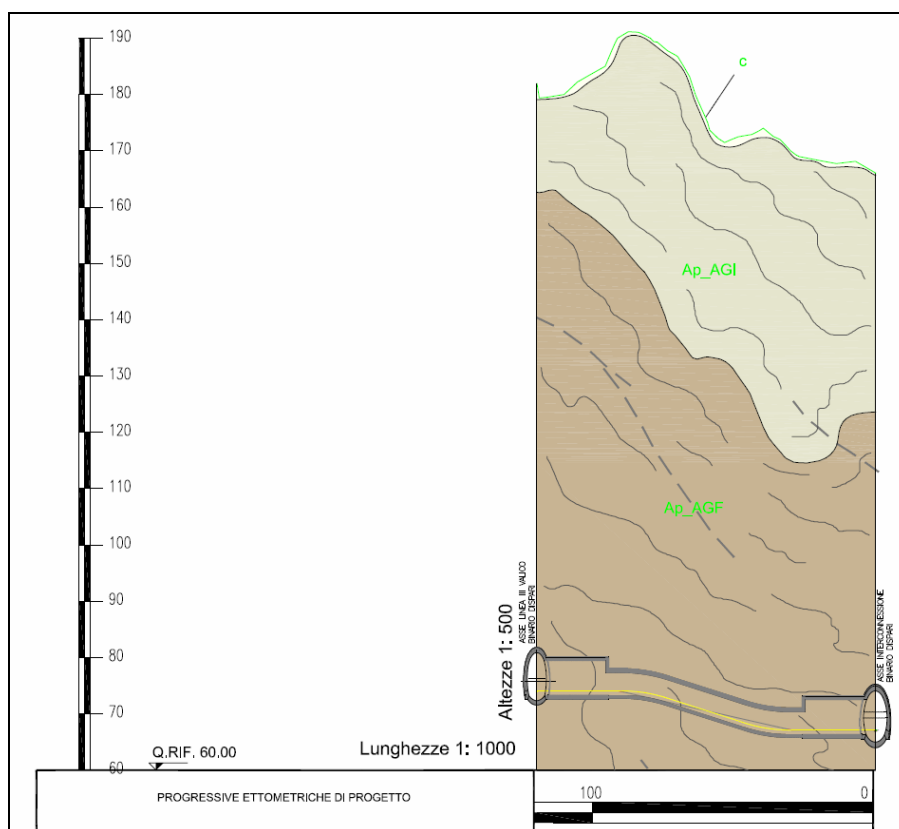 190
180
170
160
150
140
130
120
110
100
90
80
70
60
c
Ap_AGI
Ap_AGF
Altezze 1: 500
ASSE LINEA III VALICO
BINARIO DISPARI
ASSE INTERCONNESSIONE
BINARIO DISPARI
Q.RIF. 60,00
Lunghezze 1: 1000
PROGRESSIVE ETTOMETRICHE DI PROGETTO
100
0